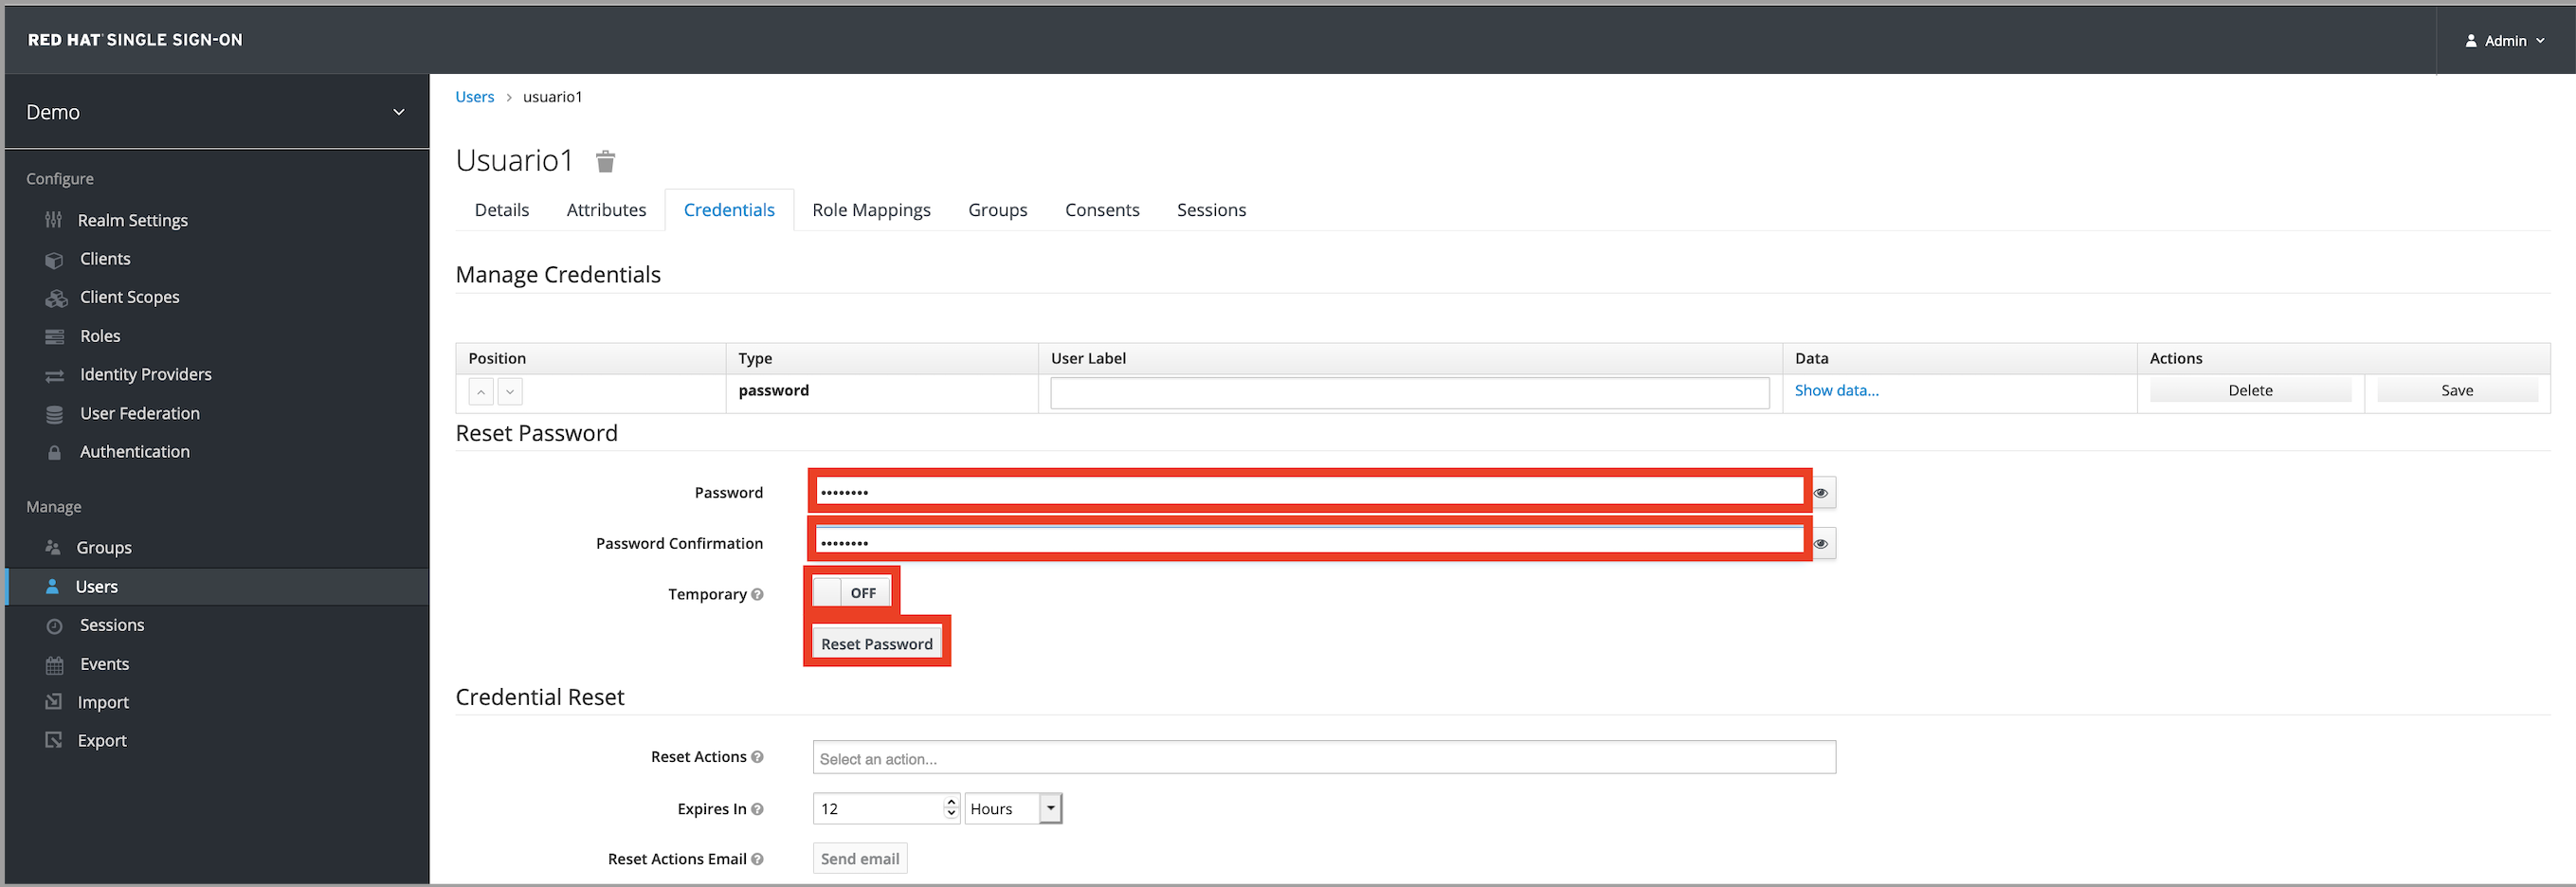 RED HAT SINGLE SIGN-ON
Admin
Demo
Configure
Realm Settings
Clients
Client Scopes
Roles
Identity Providers
User Federation
Authentication
Manage
Groups
Users
Sessions
Events
Import
Export
Users > usuario1
Usuario1
Details Attributes Credentials Role Mappings Groups Consents Sessions
Manage Credentials
Position Type User Label Data Actions
password Show data... Delete Save
Reset Password
Password ••••••••
Password Confirmation ••••••••
Temporary OFF
Reset Password
Credential Reset
Reset Actions Select an action...
Expires In 12 Hours
Reset Actions Email Send email